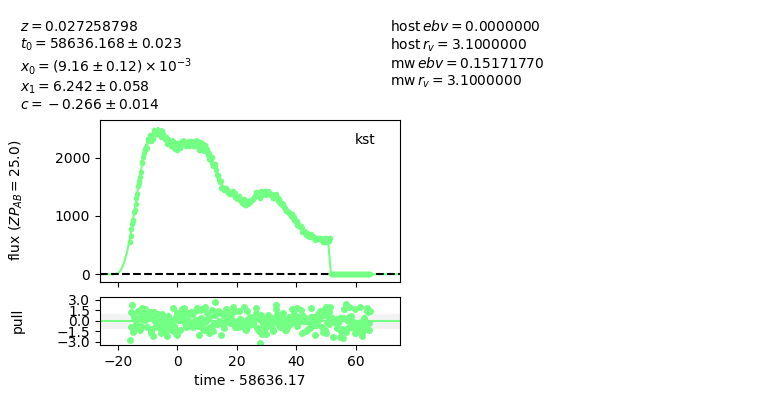 z = 0.027258798
t₀ = 58636.168 ± 0.023
x₀ = (9.16 ± 0.12) × 10⁻³
x₁ = 6.242 ± 0.058
c = −0.266 ± 0.014
host ebv = 0.0000000
host r_v = 3.1000000
mw ebv = 0.15171770
mw r_v = 3.1000000
kst
flux (ZP_AB = 25.0)
2000
1000
0
pull
3.0
1.5
0.0
−1.5
−3.0
−20 0 20 40 60
time - 58636.17